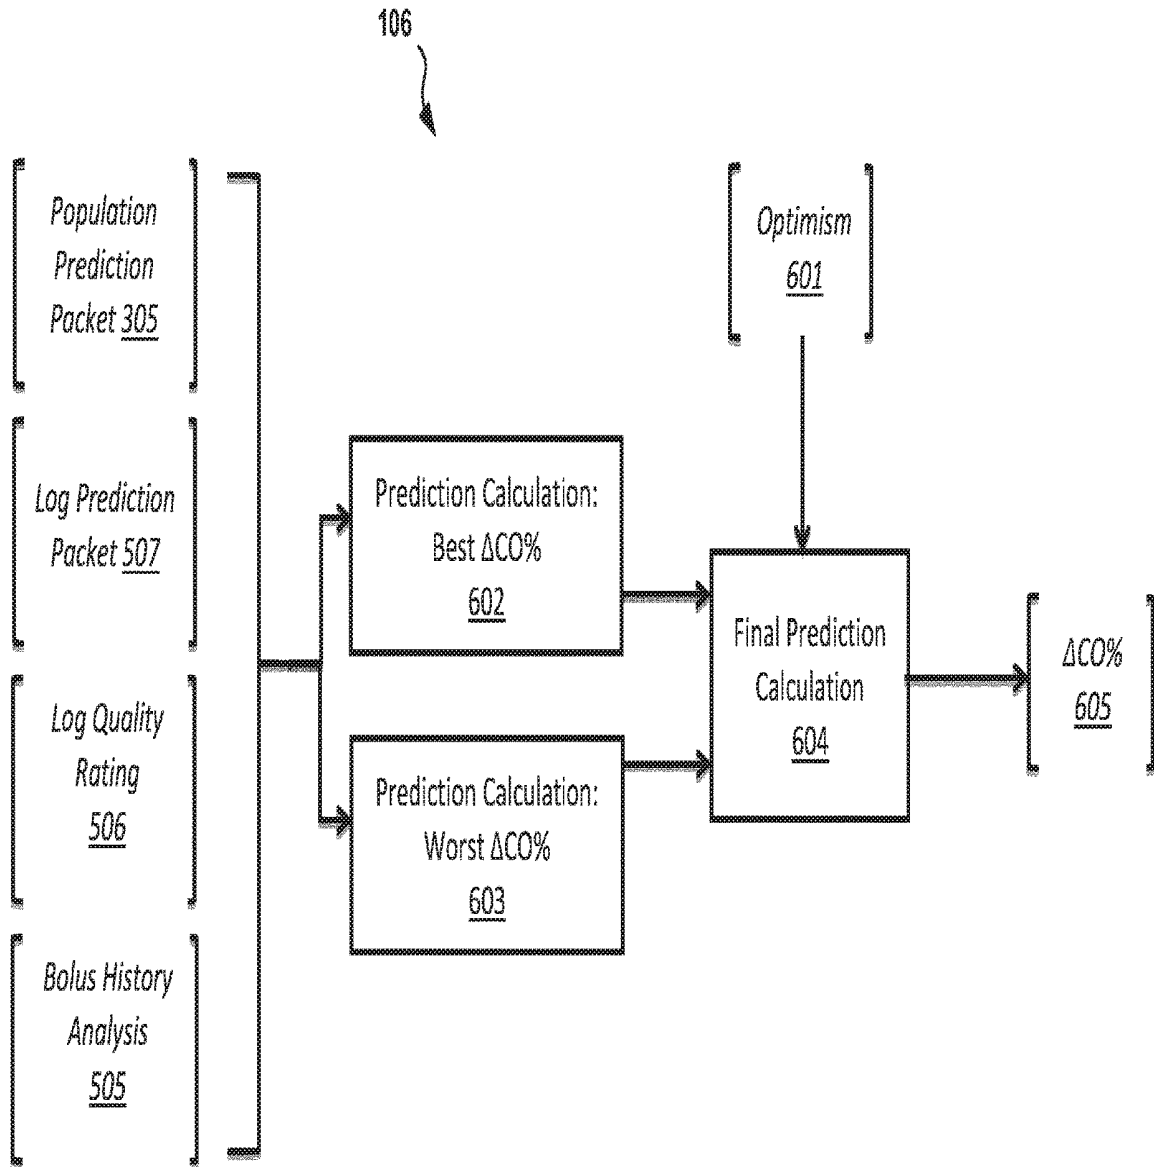 106
Population
Prediction
Packet 305
Log Prediction
Packet 507
Log Quality
Rating
506
Bolus History
Analysis
505
Prediction Calculation:
Best ΔCO%
602
Prediction Calculation:
Worst ΔCO%
603
Optimism
601
Final Prediction
Calculation
604
ΔCO%
605